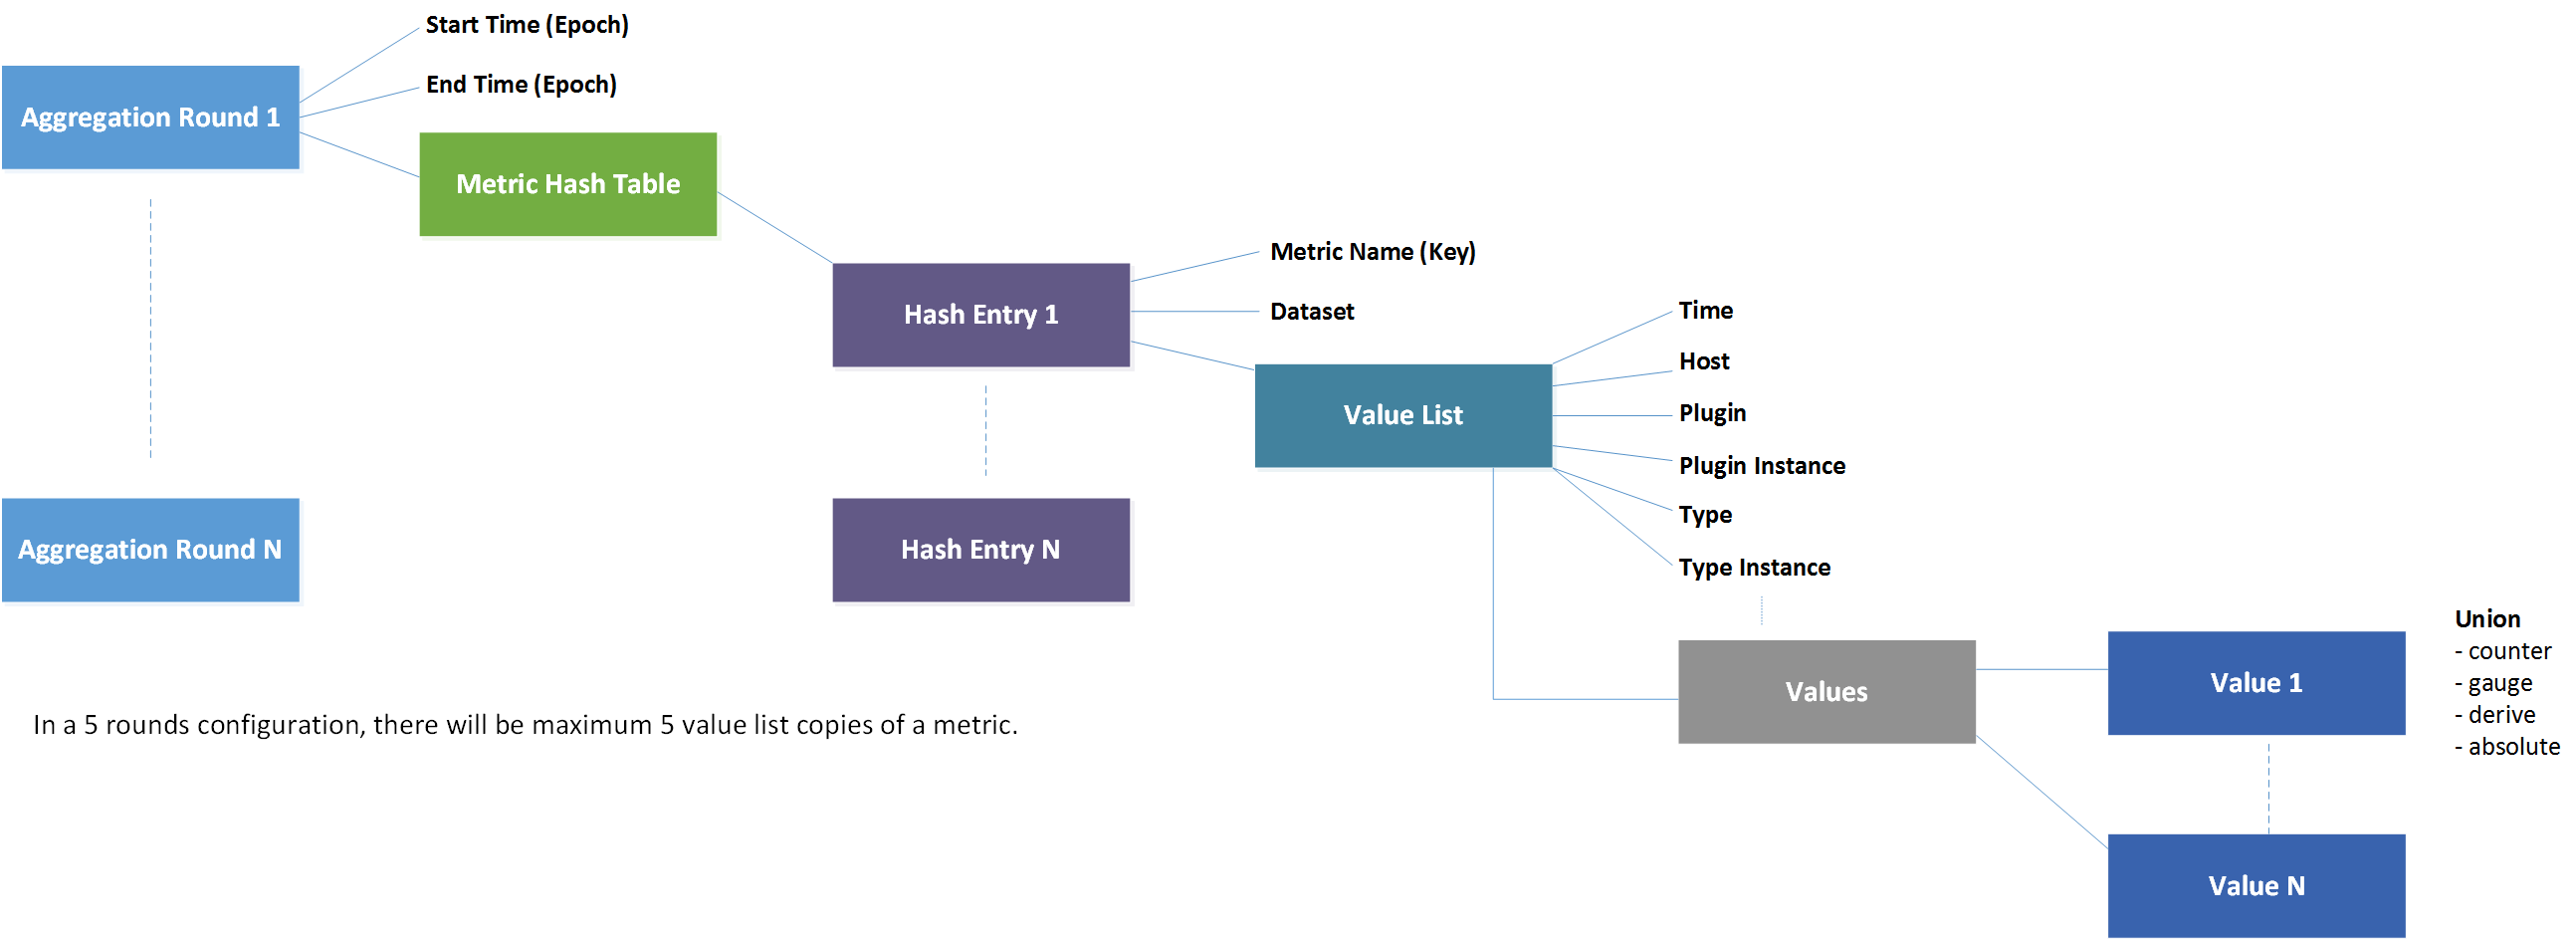 Start Time (Epoch)
End Time (Epoch)
Aggregation Round 1
Metric Hash Table
Metric Name (Key)
Hash Entry 1
Dataset
Time
Host
Value List
Plugin
Plugin Instance
Type
Type Instance
Aggregation Round N
Hash Entry N
Union
- counter
- gauge
- derive
- absolute
Values
Value 1
In a 5 rounds configuration, there will be maximum 5 value list copies of a metric.
Value N